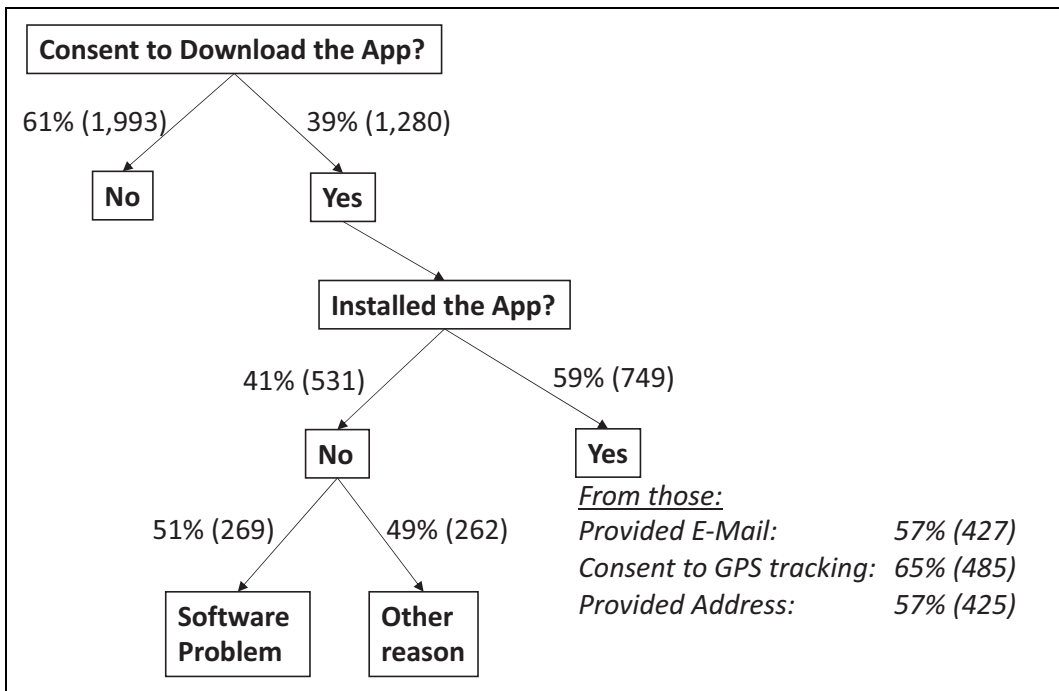 Consent to Download the App?
61% (1,993)
39% (1,280)
No
Yes
Installed the App?
41% (531)
59% (749)
No
Yes
From those:
51% (269)
49% (262)
Provided E-Mail: 57% (427)
Consent to GPS tracking: 65% (485)
Provided Address: 57% (425)
Software
Problem
Other
reason